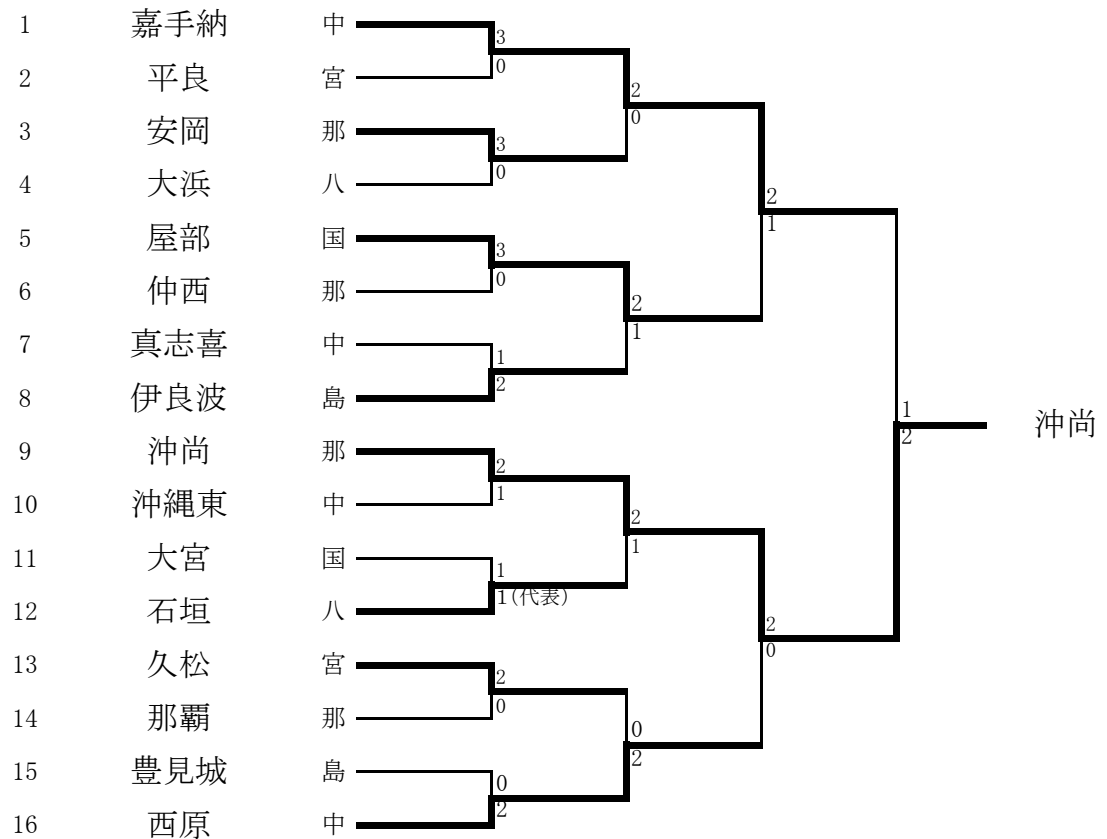 1 嘉手納 中
3
0
2 平良 宮
2
0
3 安岡 那
3
0
4 大浜 八
2
1
5 屋部 国
3
0
6 仲西 那
2
1
7 真志喜 中
1
2
8 伊良波 島
1
2
沖尚
9 沖尚 那
2
1
10 沖縄東 中
2
1
11 大宮 国
1
1(代表)
12 石垣 八
2
0
13 久松 宮
2
0
14 那覇 那
0
2
15 豊見城 島
0
2
16 西原 中